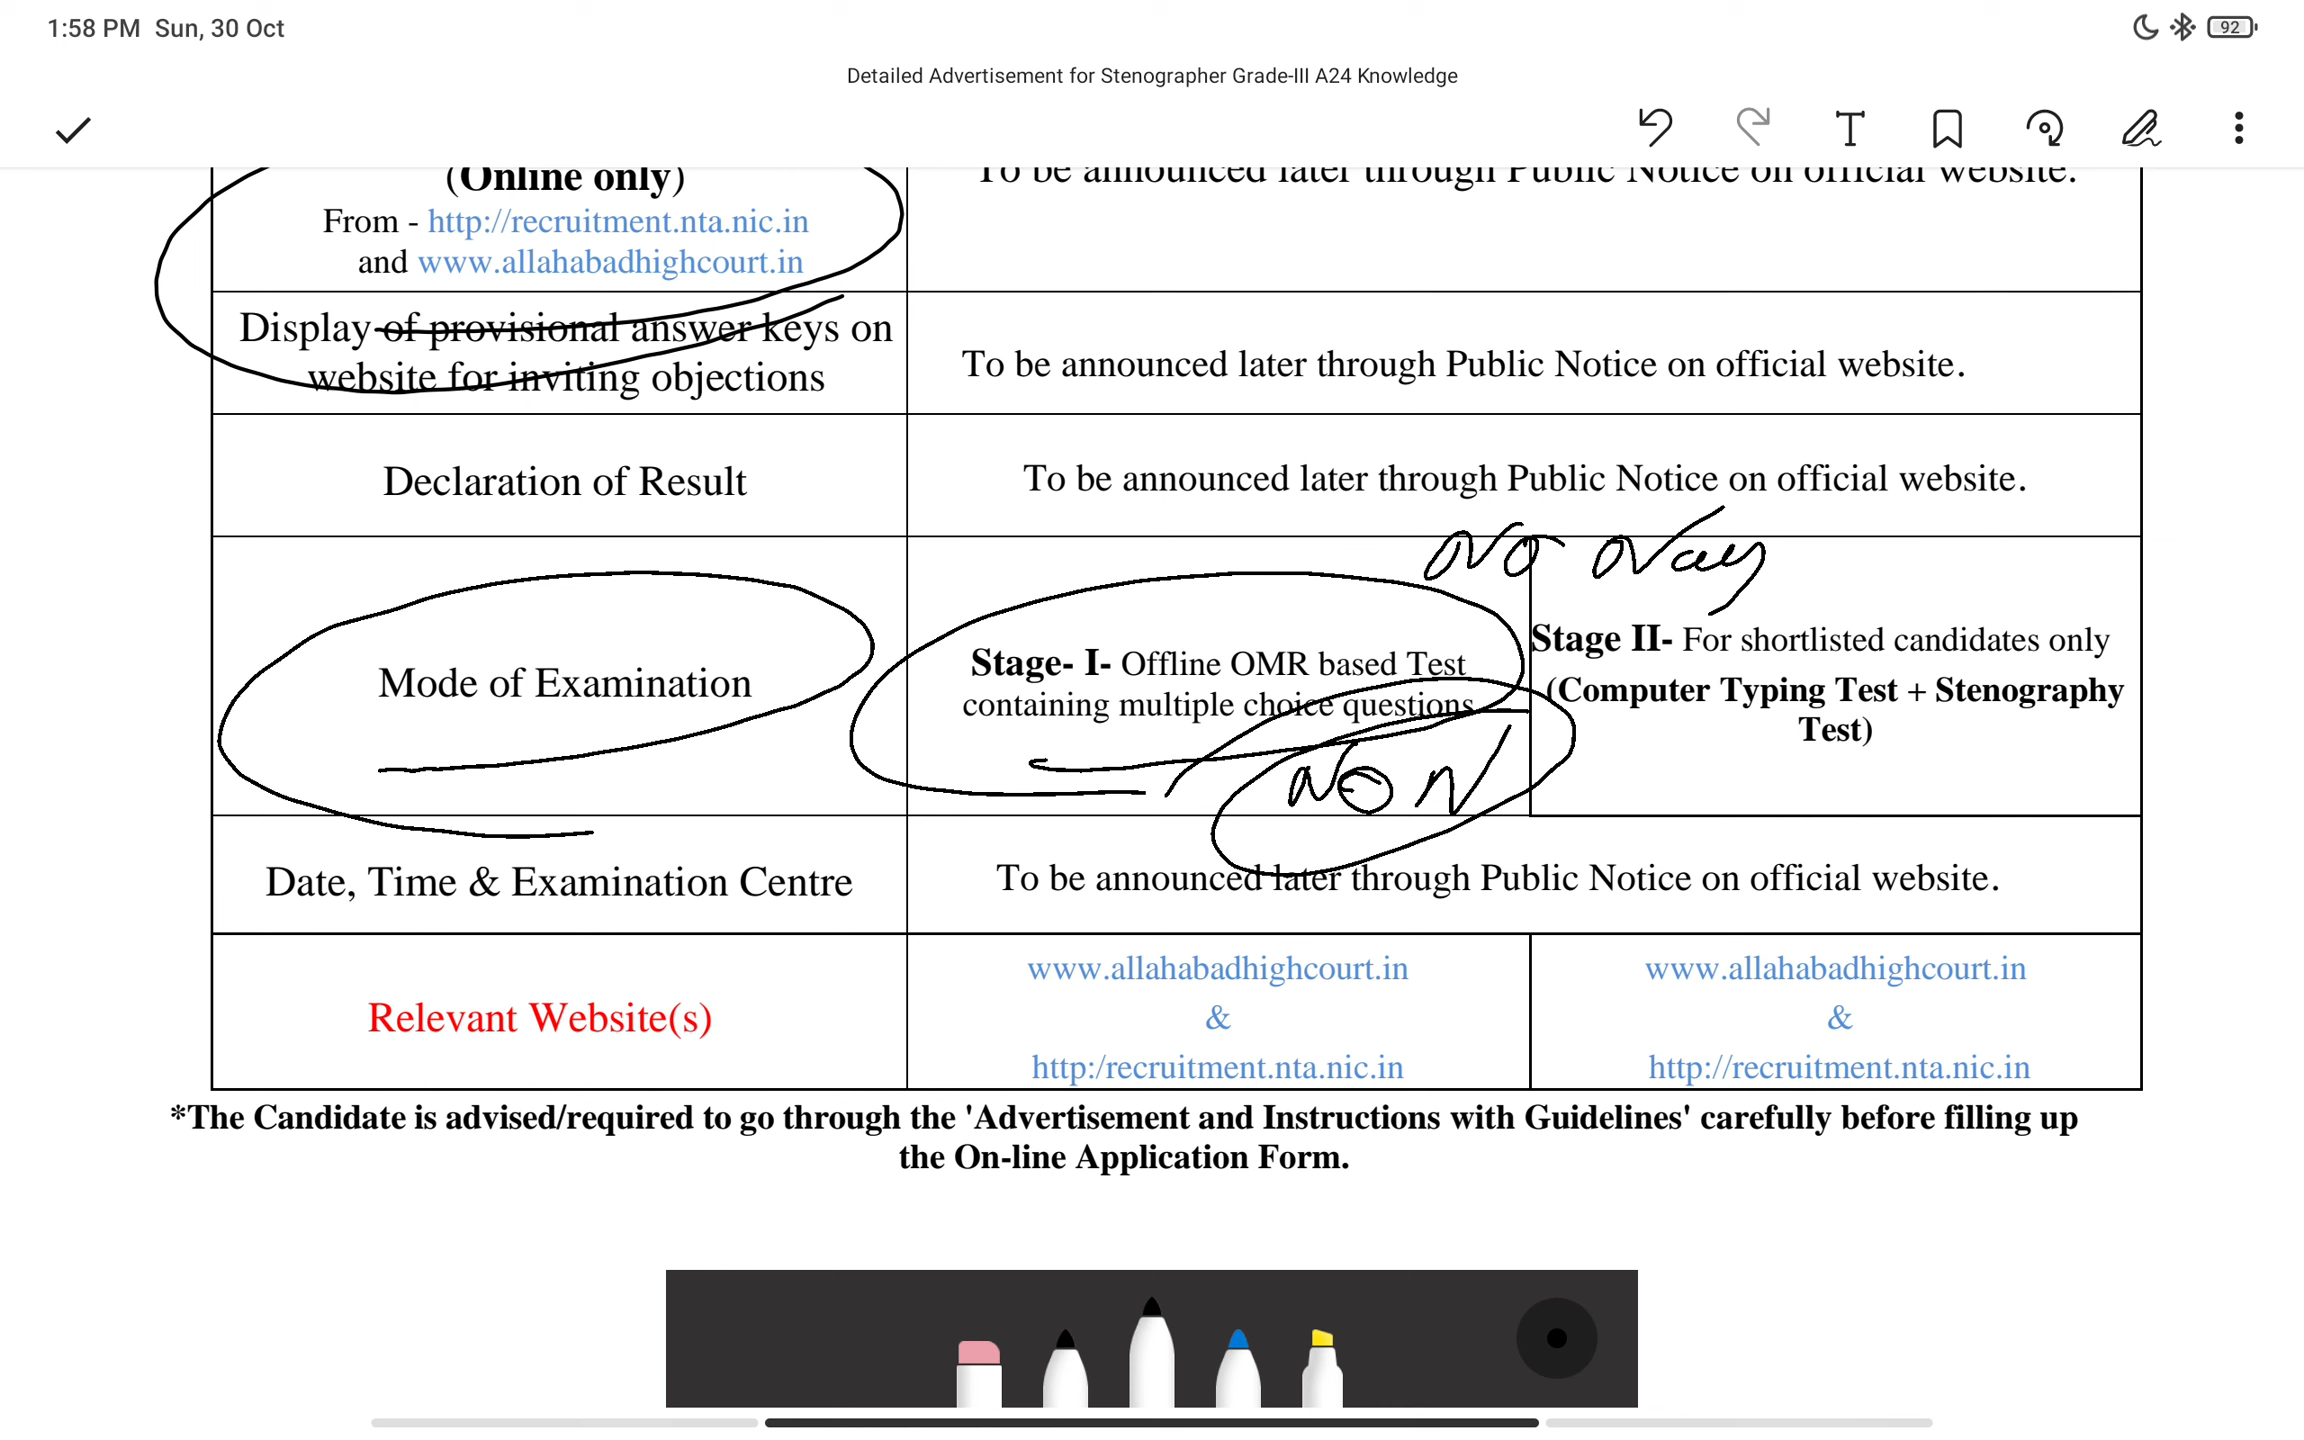 1:58 PM Sun, 30 Oct
92
Detailed Advertisement for Stenographer Grade-III A24 Knowledge
T
(Online only)
To be announced later through Public Notice on official website.
From - http://recruitment.nta.nic.in
and www.allahabadhighcourt.in
Display of provisional answer keys on
website for inviting objections
To be announced later through Public Notice on official website.
Declaration of Result
To be announced later through Public Notice on official website.
Mode of Examination
Stage- I- Offline OMR based Test
containing multiple choice questions
Stage II- For shortlisted candidates only
(Computer Typing Test + Stenography
Test)
Date, Time & Examination Centre
To be announced later through Public Notice on official website.
Relevant Website(s)
www.allahabadhighcourt.in
&
http:/recruitment.nta.nic.in
www.allahabadhighcourt.in
&
http://recruitment.nta.nic.in
*The Candidate is advised/required to go through the 'Advertisement and Instructions with Guidelines' carefully before filling up
the On-line Application Form.